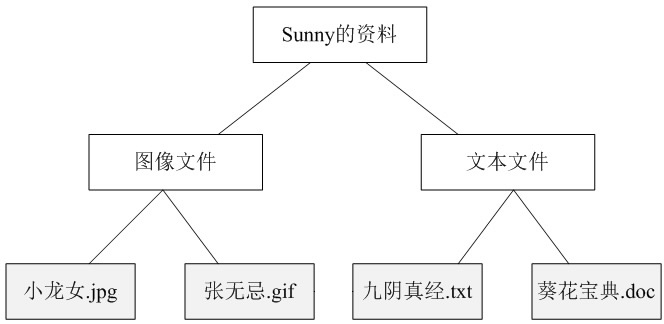 Sunny的资料
图像文件
文本文件
小龙女.jpg
张无忌.gif
九阴真经.txt
葵花宝典.doc